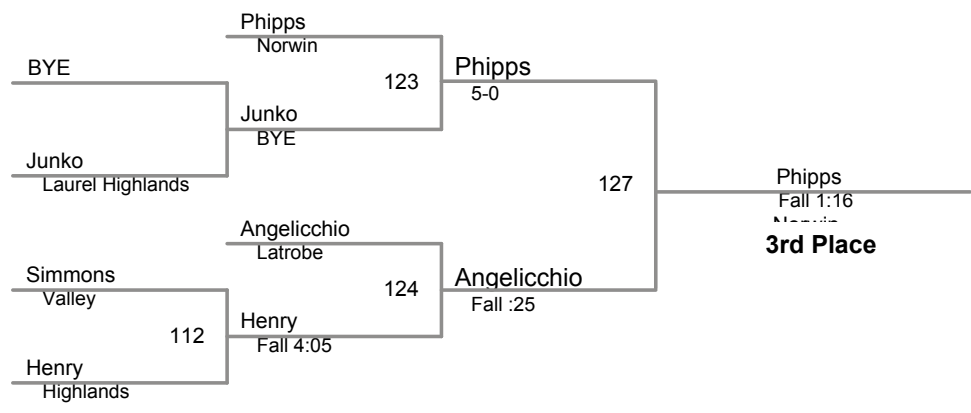 Phipps
Norwin
BYE
123
Phipps
5-0
Junko
BYE
Junko
Laurel Highlands
127
Phipps
Fall 1:16
Norwin
3rd Place
Angelicchio
Latrobe
Simmons
Valley
124
Angelicchio
Fall :25
112
Henry
Fall 4:05
Henry
Highlands